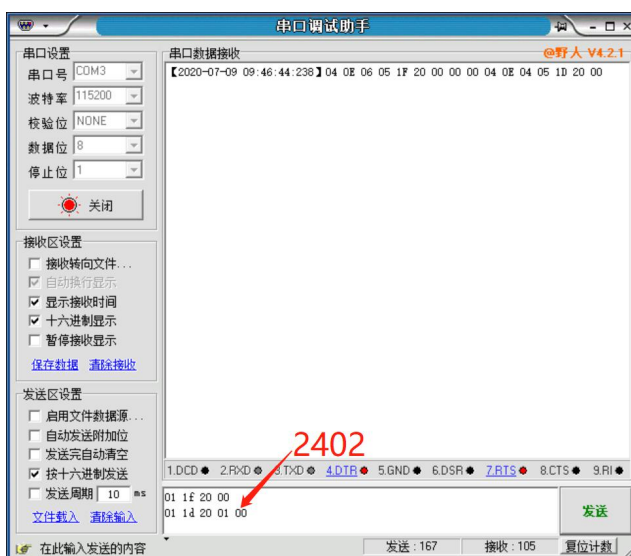 串口调试助手
串口设置
串口号 COM3
波特率 115200
校验位 NONE
数据位 8
停止位 1
关闭
接收区设置
接收转向文件...
自动换行显示
显示接收时间
十六进制显示
暂停接收显示
保存数据 清除接收
发送区设置
启用文件数据源...
自动发送附加位
发送完自动清空
按十六进制发送
发送周期 10 ms
文件载入 清除输入
串口数据接收
@野人 V4.2.1
【2020-07-09 09:46:44:238】04 0E 06 05 1F 20 00 00 00 04 0E 04 05 1D 20 00
2402
1.DCD 2.RXD 3.TXD 4.DTR 5.GND 6.DSR 7.RTS 8.CTS 9.RI
01 1f 20 00
01 1d 20 01 00
发送
在此输入发送的内容
发送:167
接收:105
复位计数